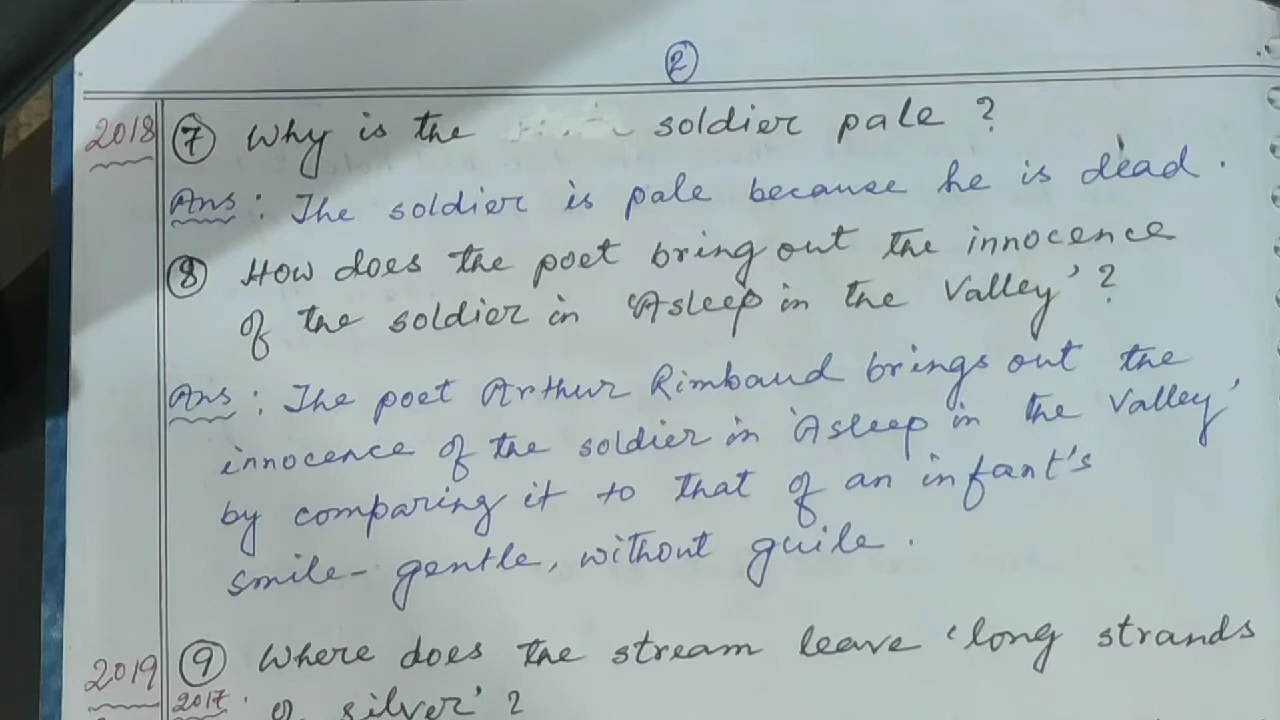 2
2018 7 Why is the soldier pale ?
Ans : The soldier is pale because he is dead .
8 How does the poet bring out the innocence
of the soldier in 'Asleep in the Valley' ?
Ans : The poet Arthur Rimbaud brings out the
innocence of the soldier in 'Asleep in the Valley'
by comparing it to that of an infant's
smile- gentle, without guile .
2019 9 Where does the stream leave 'long strands
2017 . of silver' ?